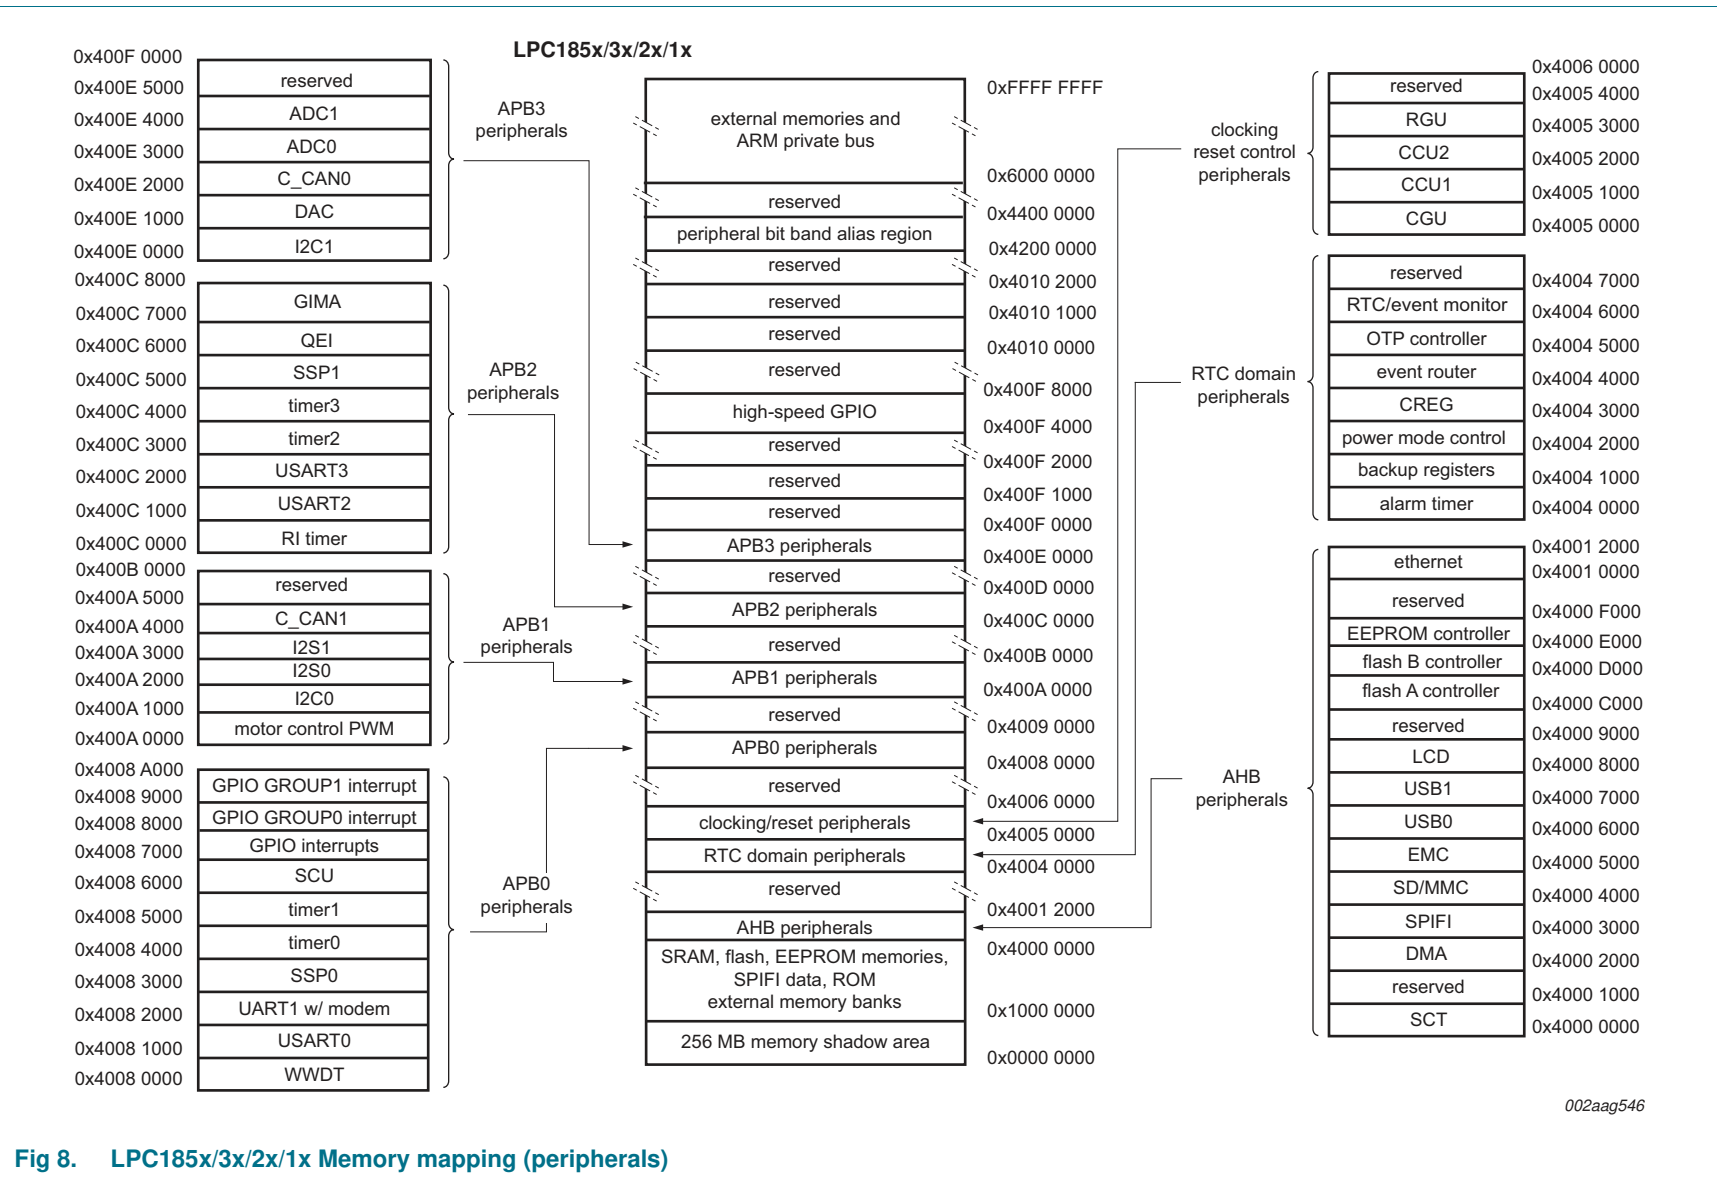 LPC185x/3x/2x/1x
0x400F 0000
reserved
0x400E 5000
ADC1
0x400E 4000
ADC0
0x400E 3000
C_CAN0
0x400E 2000
DAC
0x400E 1000
I2C1
0x400E 0000
APB3
peripherals
0x400C 8000
GIMA
0x400C 7000
QEI
0x400C 6000
SSP1
0x400C 5000
timer3
0x400C 4000
timer2
0x400C 3000
USART3
0x400C 2000
USART2
0x400C 1000
RI timer
0x400C 0000
APB2
peripherals
0x400B 0000
reserved
0x400A 5000
C_CAN1
0x400A 4000
I2S1
0x400A 3000
I2S0
0x400A 2000
I2C0
0x400A 1000
motor control PWM
0x400A 0000
APB1
peripherals
0x4008 A000
GPIO GROUP1 interrupt
0x4008 9000
GPIO GROUP0 interrupt
0x4008 8000
GPIO interrupts
0x4008 7000
SCU
0x4008 6000
timer1
0x4008 5000
timer0
0x4008 4000
SSP0
0x4008 3000
UART1 w/ modem
0x4008 2000
USART0
0x4008 1000
WWDT
0x4008 0000
APB0
peripherals
0xFFFF FFFF
external memories and
ARM private bus
0x6000 0000
reserved
0x4400 0000
peripheral bit band alias region
0x4200 0000
reserved
0x4010 2000
reserved
0x4010 1000
reserved
0x4010 0000
reserved
0x400F 8000
high-speed GPIO
0x400F 4000
reserved
0x400F 2000
reserved
0x400F 1000
reserved
0x400F 0000
APB3 peripherals
0x400E 0000
reserved
0x400D 0000
APB2 peripherals
0x400C 0000
reserved
0x400B 0000
APB1 peripherals
0x400A 0000
reserved
0x4009 0000
APB0 peripherals
0x4008 0000
reserved
0x4006 0000
clocking/reset peripherals
0x4005 0000
RTC domain peripherals
0x4004 0000
reserved
0x4001 2000
AHB peripherals
0x4000 0000
SRAM, flash, EEPROM memories,
SPIFI data, ROM
external memory banks
0x1000 0000
256 MB memory shadow area
0x0000 0000
clocking
reset control
peripherals
0x4006 0000
reserved
0x4005 4000
RGU
0x4005 3000
CCU2
0x4005 2000
CCU1
0x4005 1000
CGU
0x4005 0000
RTC domain
peripherals
reserved
0x4004 7000
RTC/event monitor
0x4004 6000
OTP controller
0x4004 5000
event router
0x4004 4000
CREG
0x4004 3000
power mode control
0x4004 2000
backup registers
0x4004 1000
alarm timer
0x4004 0000
AHB
peripherals
0x4001 2000
ethernet
0x4001 0000
reserved
0x4000 F000
EEPROM controller
0x4000 E000
flash B controller
0x4000 D000
flash A controller
0x4000 C000
reserved
0x4000 9000
LCD
0x4000 8000
USB1
0x4000 7000
USB0
0x4000 6000
EMC
0x4000 5000
SD/MMC
0x4000 4000
SPIFI
0x4000 3000
DMA
0x4000 2000
reserved
0x4000 1000
SCT
0x4000 0000
002aag546
Fig 8. LPC185x/3x/2x/1x Memory mapping (peripherals)